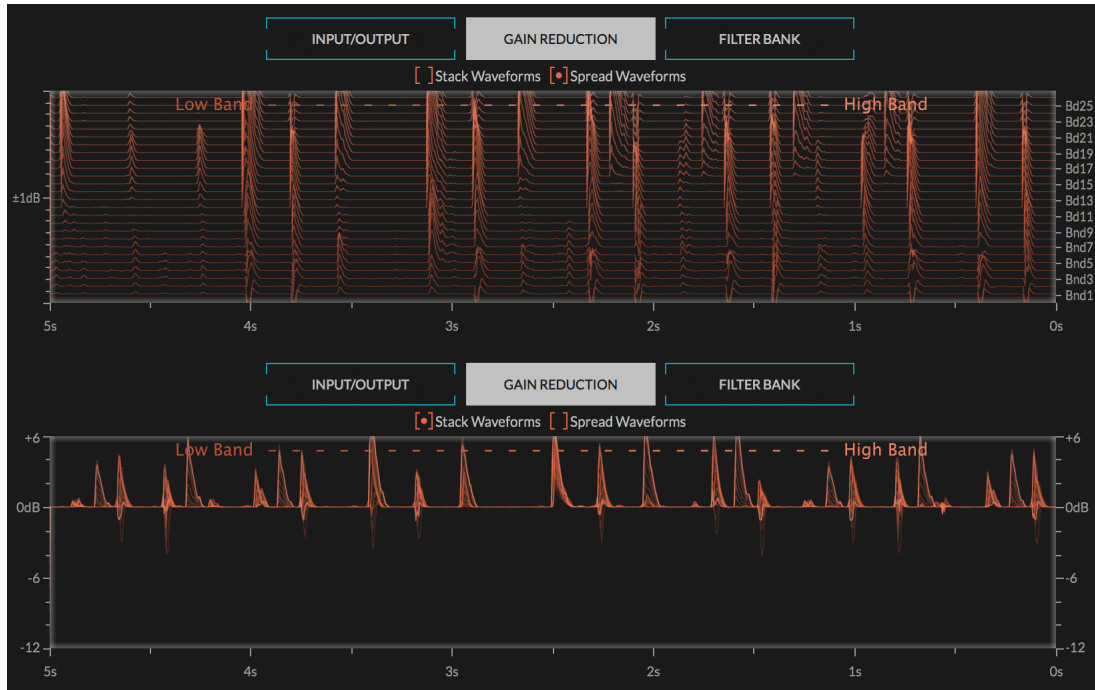 INPUT/OUTPUT GAIN REDUCTION FILTER BANK
[ ] Stack Waveforms [•] Spread Waveforms
Low Band High Band
Bd25
Bd23
Bd21
Bd19
Bd17
Bd15
±1dB
Bd13
Bd11
Bnd9
Bnd7
Bnd5
Bnd3
Bnd1
5s 4s 3s 2s 1s 0s
INPUT/OUTPUT GAIN REDUCTION FILTER BANK
[•] Stack Waveforms [ ] Spread Waveforms
+6 +6
Low Band High Band
0dB 0dB
-6 -6
-12 -12
5s 4s 3s 2s 1s 0s